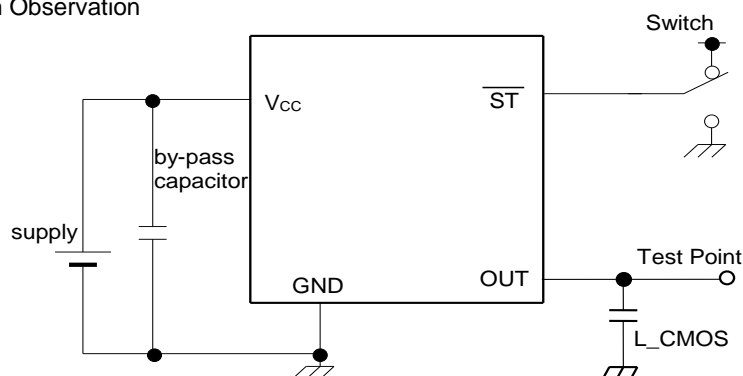 Observation
Switch
VCC
ST
by-pass
capacitor
supply
Test Point
GND
OUT
L_CMOS